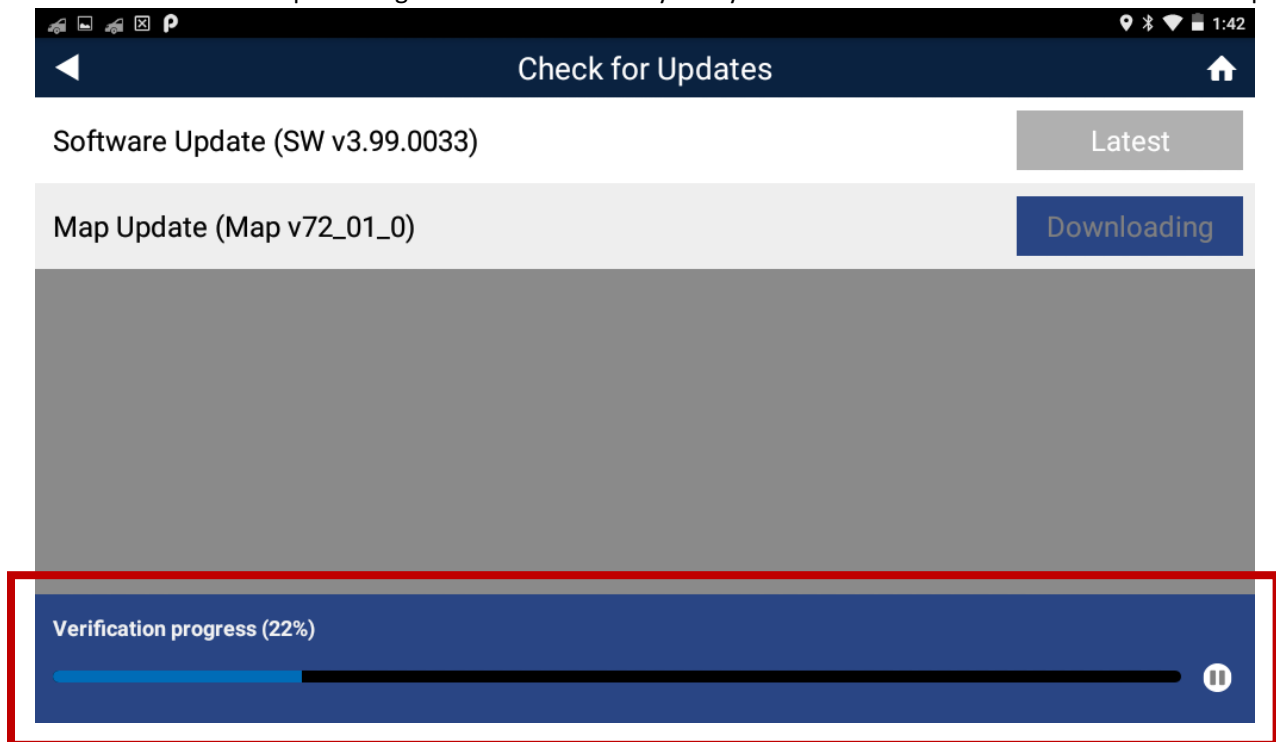 1:42
Check for Updates
Software Update (SW v3.99.0033)
Latest
Map Update (Map v72_01_0)
Downloading
Verification progress (22%)